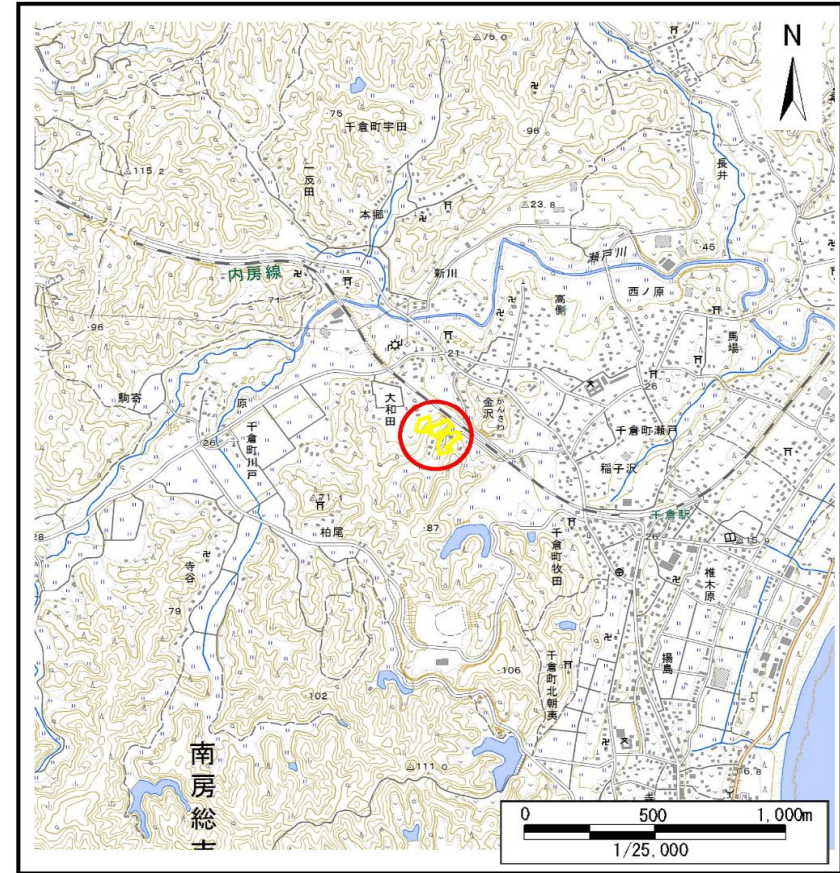 △75.0
N
・75
千倉町宇田
・96
長井
△115.2
一反田
本郷
△23.8
瀬戸川
・45
内房線
新川
71
高側
西ノ原
・96
馬場
21
駒寄
原
大和田
金沢
かんざわ
26
千倉町川戸
千倉町瀬戸
26
稲子沢
△71.1
千倉駅
28
柏尾
・87
26
△15.9
千倉町牧田
寺谷
椎木原
79
揚島
・106
千倉町北朝夷
・102
南房総市
△111.0
6.8
0 500 1,000m
1/25,000